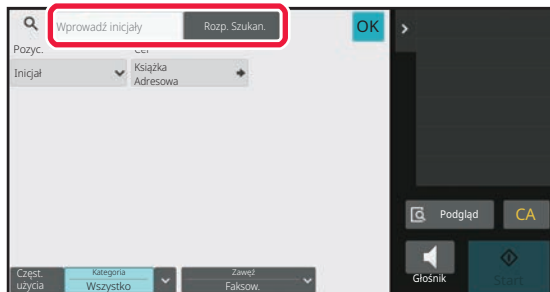 Wprowadź inicjały
Rozp. Szukan.
OK
Pozyc.
Cel
Inicjał
Książka
Adresowa
Podgląd
CA
Głośnik
Start
Częst.
użycia
Kategoria
Wszystko
Zawęź
Faksow.